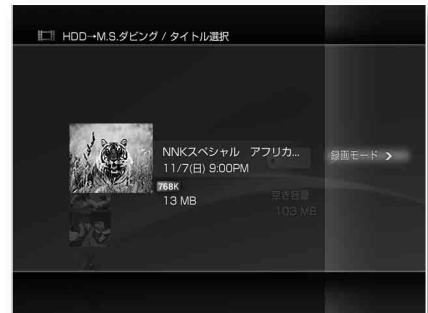 HDD→M.S.ダビング / タイトル選択
NNKスペシャル アフリカ...
11/7(日) 9:00PM
768K
13 MB
録画モード
空き容量
103 MB